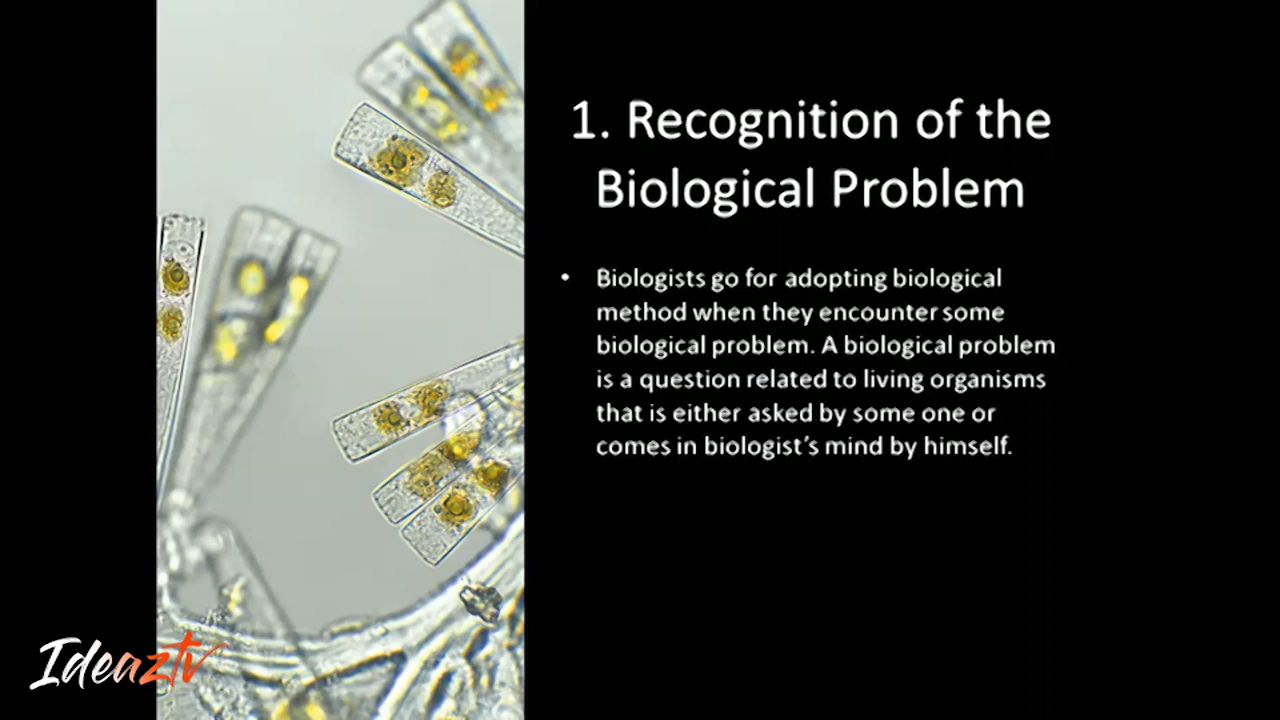 1. Recognition of the
Biological Problem
• Biologists go for adopting biological
method when they encounter some
biological problem. A biological problem
is a question related to living organisms
that is either asked by some one or
comes in biologist’s mind by himself.
Ideaztv